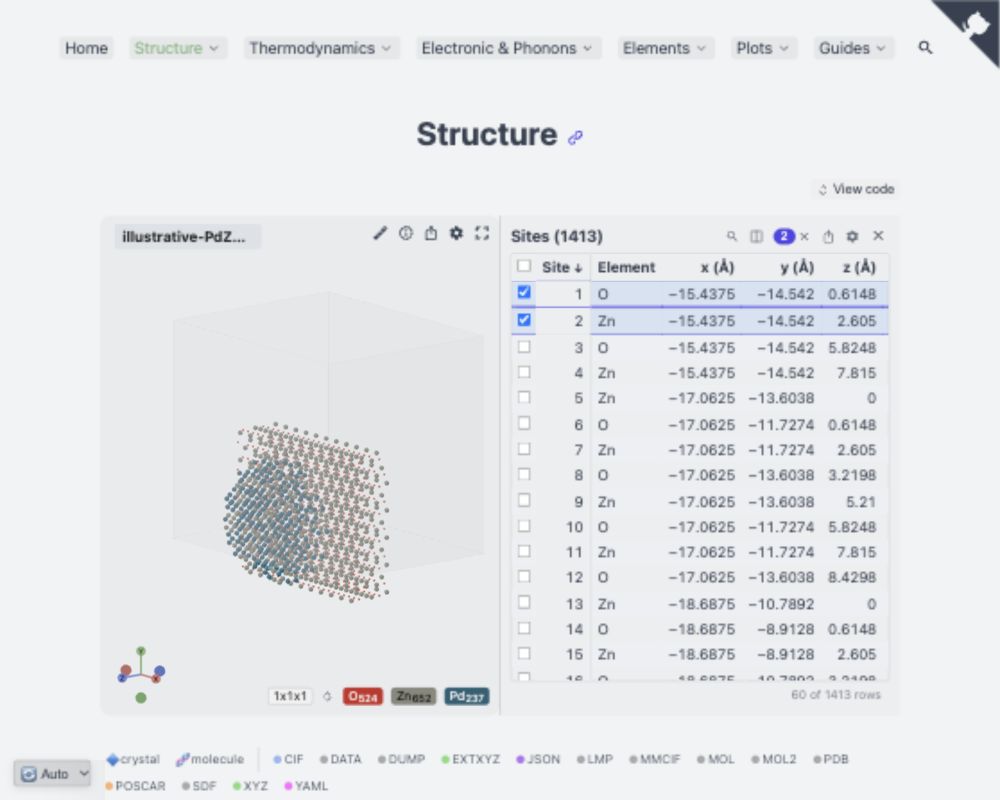 Home Structure Thermodynamics Electronic & Phonons Elements Plots Guides
Structure
View code
illustrative-PdZ...
Sites (1413) 2 ×
Site ↓ Element x (Å) y (Å) z (Å)
1 O −15.4375 −14.542 0.6148
2 Zn −15.4375 −14.542 2.605
3 O −15.4375 −14.542 5.8248
4 Zn −15.4375 −14.542 7.815
5 Zn −17.0625 −13.6038 0
6 O −17.0625 −11.7274 0.6148
7 Zn −17.0625 −11.7274 2.605
8 O −17.0625 −13.6038 3.2198
9 Zn −17.0625 −13.6038 5.21
10 O −17.0625 −11.7274 5.8248
11 Zn −17.0625 −11.7274 7.815
12 O −17.0625 −13.6038 8.4298
13 Zn −18.6875 −10.7892 0
14 O −18.6875 −8.9128 0.6148
15 Zn −18.6875 −8.9128 2.605
60 of 1413 rows
Y
Z X
1x1x1 O524 Zn652 Pd237
crystal molecule CIF DATA DUMP EXTXYZ JSON LMP MMCIF MOL MOL2 PDB
POSCAR SDF XYZ YAML
Auto